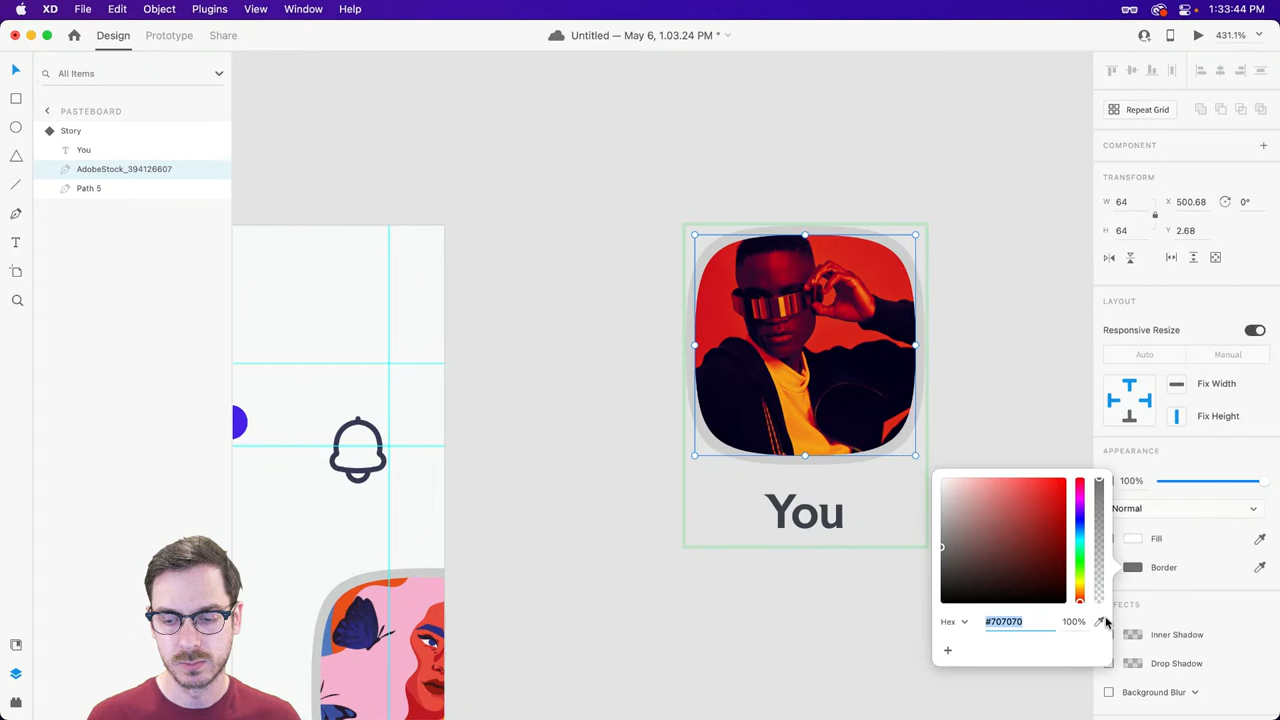 XD File Edit Object Plugins View Window Help 1:33:44 PM
Design Prototype Share Untitled — May 6, 1.03.24 PM * 431.1%
All Items
PASTEBOARD
Story
You
AdobeStock_394126607
Path 5
You
Repeat Grid
COMPONENT
TRANSFORM
W 64 X 500.68 0°
H 64 Y 2.68
LAYOUT
Responsive Resize
Auto Manual
Fix Width
Fix Height
APPEARANCE
100%
Normal
Fill
Border
Hex #707070 100%
Inner Shadow
Drop Shadow
Background Blur